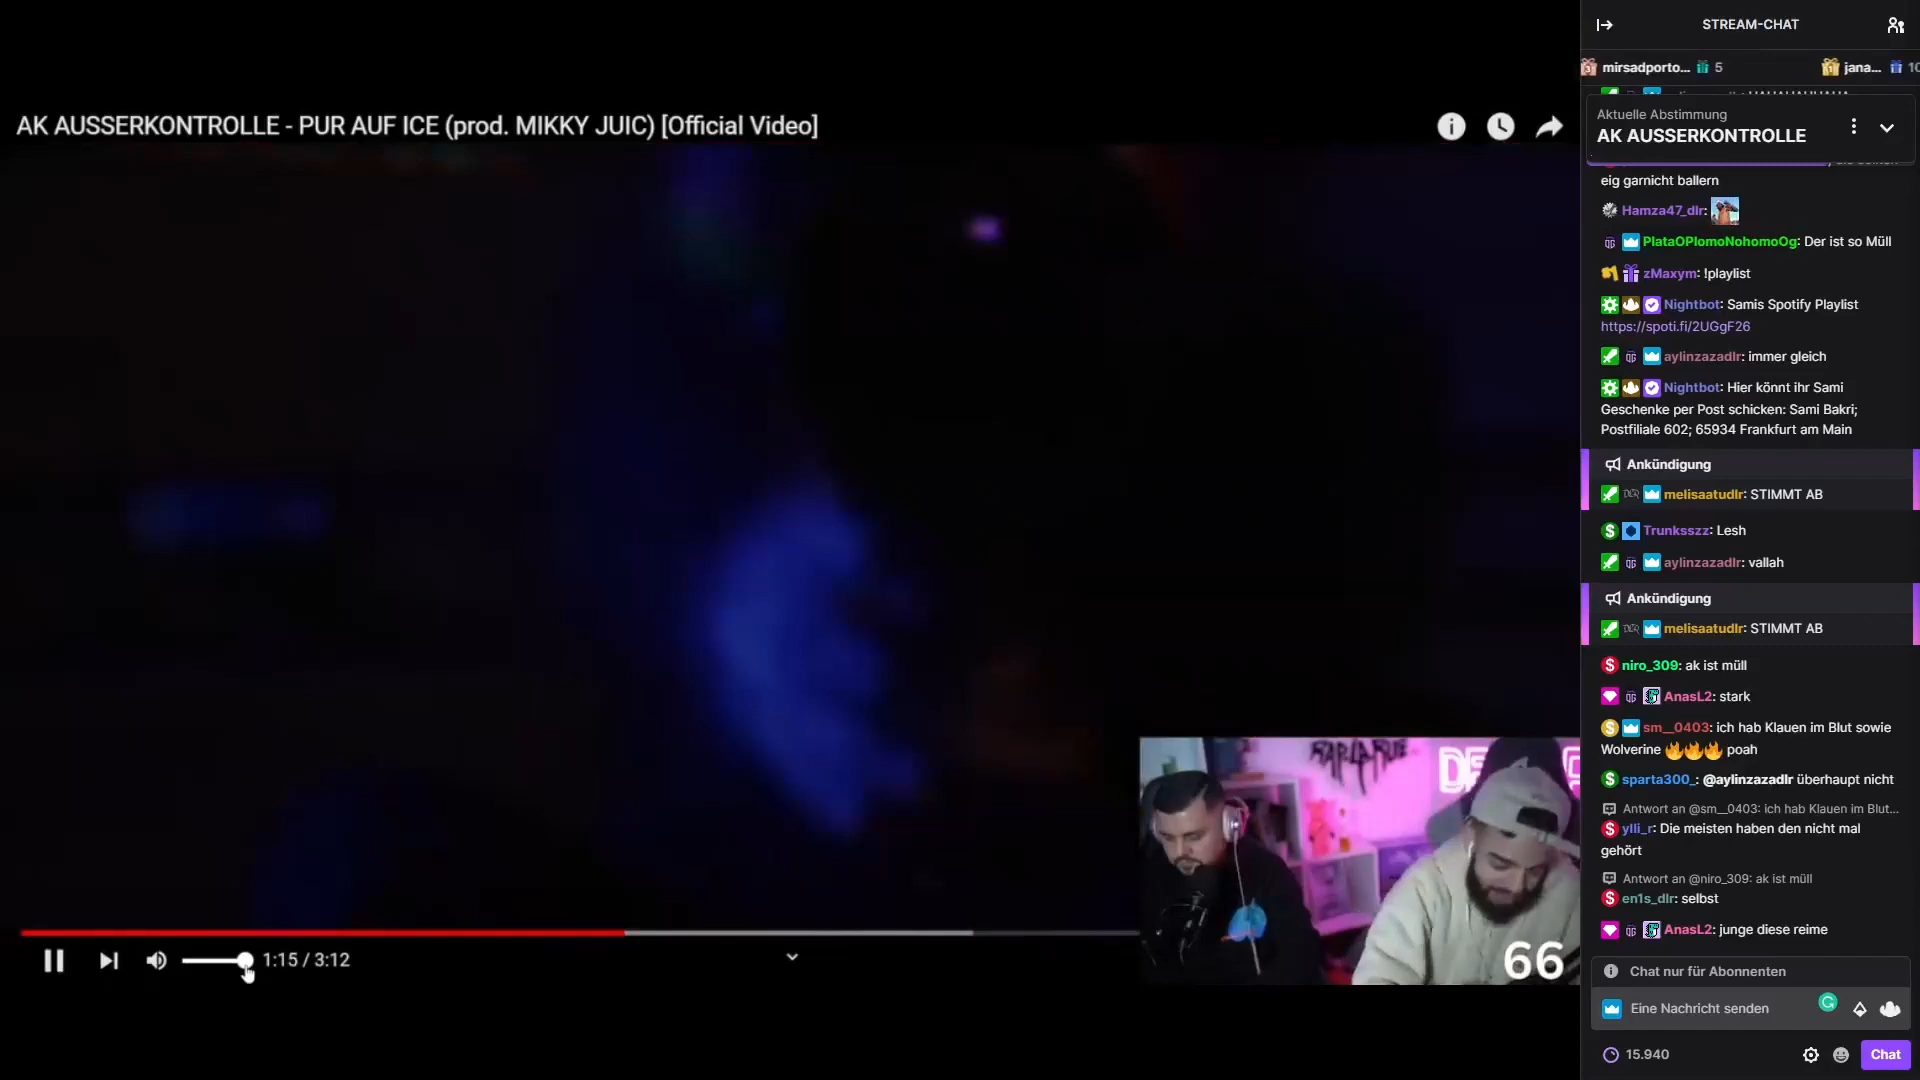 AK AUSSERKONTROLLE - PUR AUF ICE (prod. MIKKY JUIC) [Official Video]
1:15 / 3:12
66
STREAM-CHAT
mirsadporto... 5
jana... 10
Aktuelle Abstimmung
AK AUSSERKONTROLLE
eig garnicht ballern
Hamza47_dlr:
PlataOPlomoNohomoOg: Der ist so Müll
zMaxym: !playlist
Nightbot: Samis Spotify Playlist
https://spoti.fi/2UGgF26
aylinzazadlr: immer gleich
Nightbot: Hier könnt ihr Sami
Geschenke per Post schicken: Sami Bakri;
Postfiliale 602; 65934 Frankfurt am Main
Ankündigung
melisaatudlr: STIMMT AB
Trunksszz: Lesh
aylinzazadlr: vallah
Ankündigung
melisaatudlr: STIMMT AB
niro_309: ak ist müll
AnasL2: stark
sm__0403: ich hab Klauen im Blut sowie
Wolverine 🔥🔥🔥 poah
sparta300_: @aylinzazadlr überhaupt nicht
Antwort an @sm__0403: ich hab Klauen im Blut...
ylli_r: Die meisten haben den nicht mal
gehört
Antwort an @niro_309: ak ist müll
en1s_dlr: selbst
AnasL2: junge diese reime
Chat nur für Abonnenten
Eine Nachricht senden
15.940
Chat